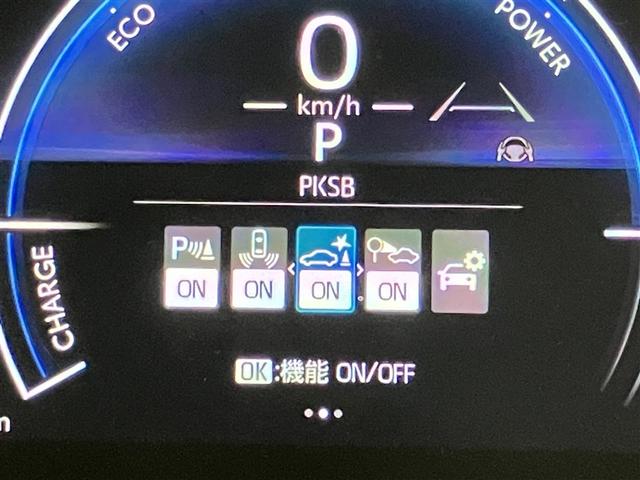 ECO
POWER
0
km/h
P
PKSB
CHARGE
P
ON ON ON ON
OK:機能 ON/OFF
m